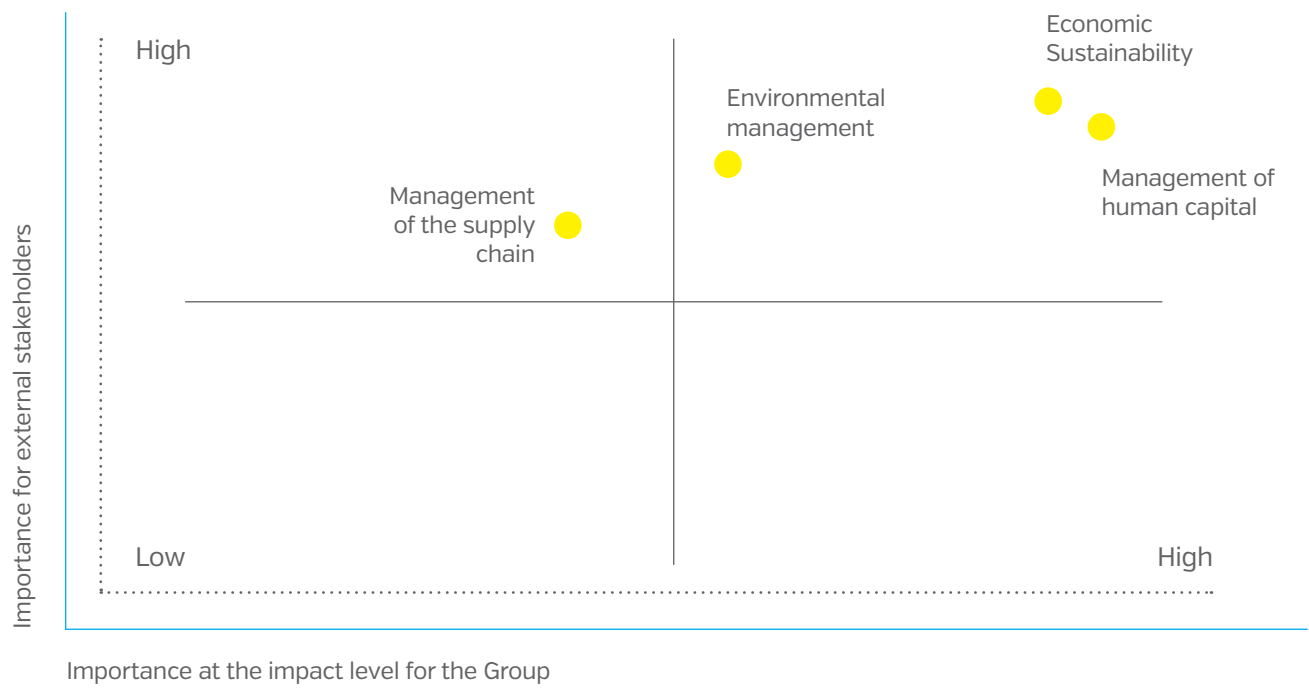 Economic
Sustainability
High
Environmental
management
Management of
human capital
Management
of the supply
chain
Importance for external stakeholders
Low
High
Importance at the impact level for the Group